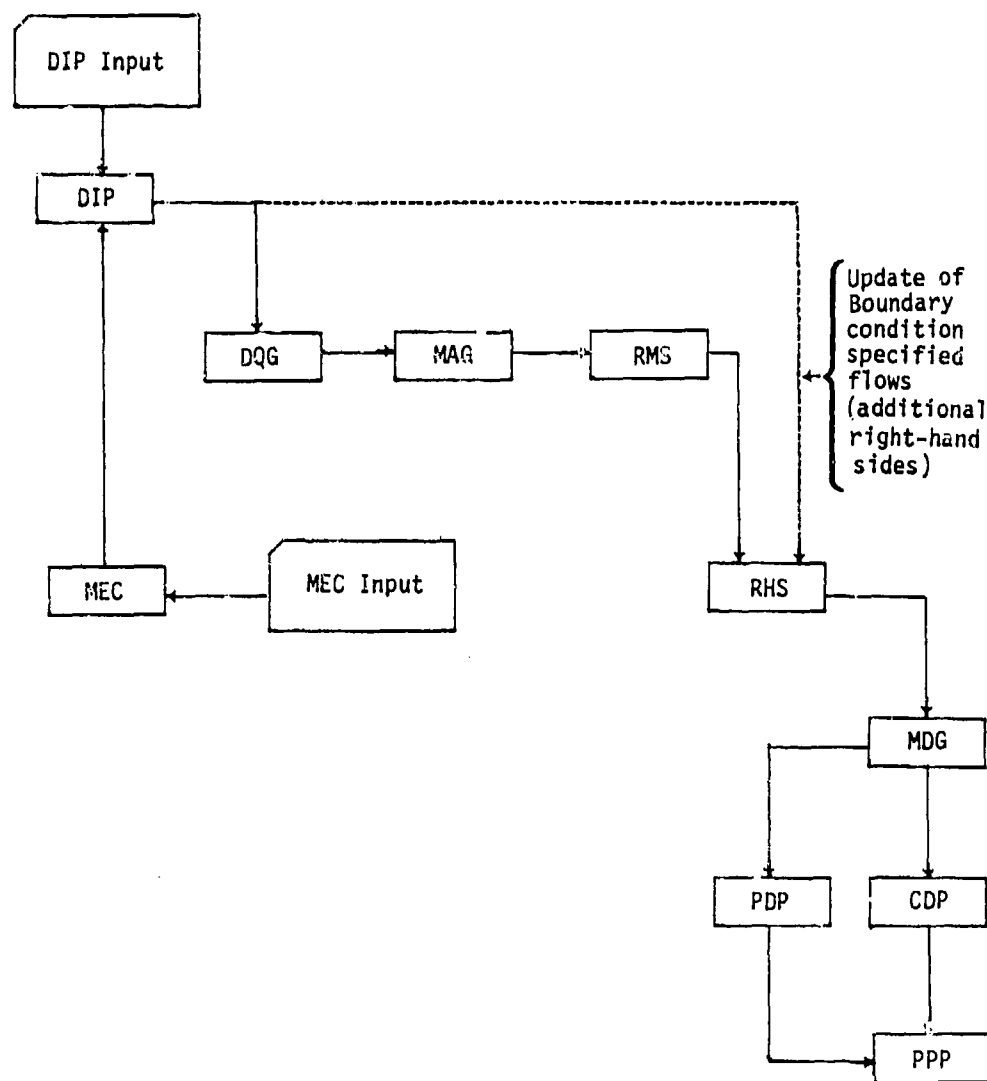 DIP Input
DIP
DQG
MAG
RMS
Update of
Boundary
condition
specified
flows
(additional
right-hand
sides)
MEC
MEC Input
RHS
MDG
PDP
CDP
PPP